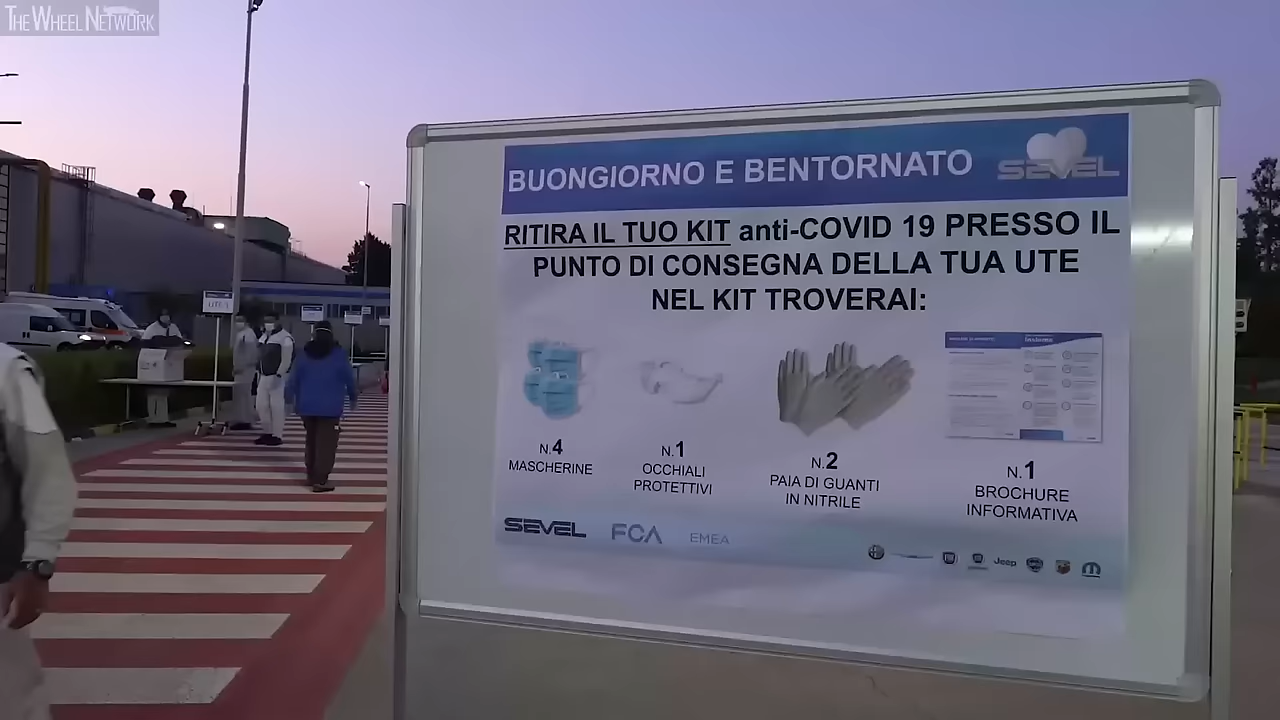 THE WHEEL NETWORK
BUONGIORNO E BENTORNATO
SEVEL
RITIRA IL TUO KIT anti-COVID 19 PRESSO IL
PUNTO DI CONSEGNA DELLA TUA UTE
NEL KIT TROVERAI:
N.4
MASCHERINE
N.1
OCCHIALI
PROTETTIVI
N.2
PAIA DI GUANTI
IN NITRILE
N.1
BROCHURE
INFORMATIVA
SEVEL FCA EMEA
Jeep